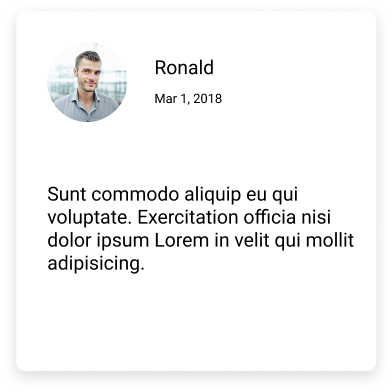 Ronald
Mar 1, 2018
Sunt commodo aliquip eu qui
voluptate. Exercitation officia nisi
dolor ipsum Lorem in velit qui mollit
adipisicing.